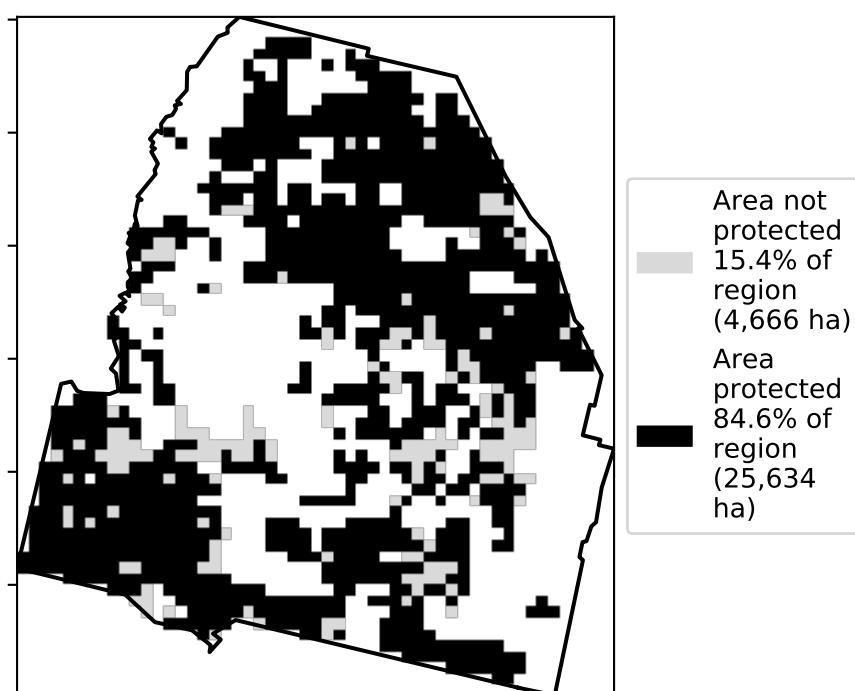 Area not
protected
15.4% of
region
(4,666 ha)
Area
protected
84.6% of
region
(25,634
ha)